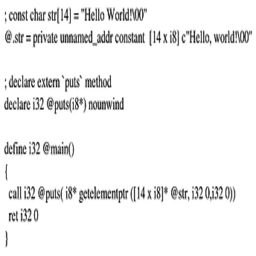 ; const char str[14] = "Hello World!\00"
@.str = private unnamed_addr constant [14 x i8] c"Hello, world!\00"
; declare extern `puts` method
declare i32 @puts(i8*) nounwind
define i32 @main()
{
call i32 @puts( i8* getelementptr ([14 x i8]* @str, i32 0,i32 0))
ret i32 0
}